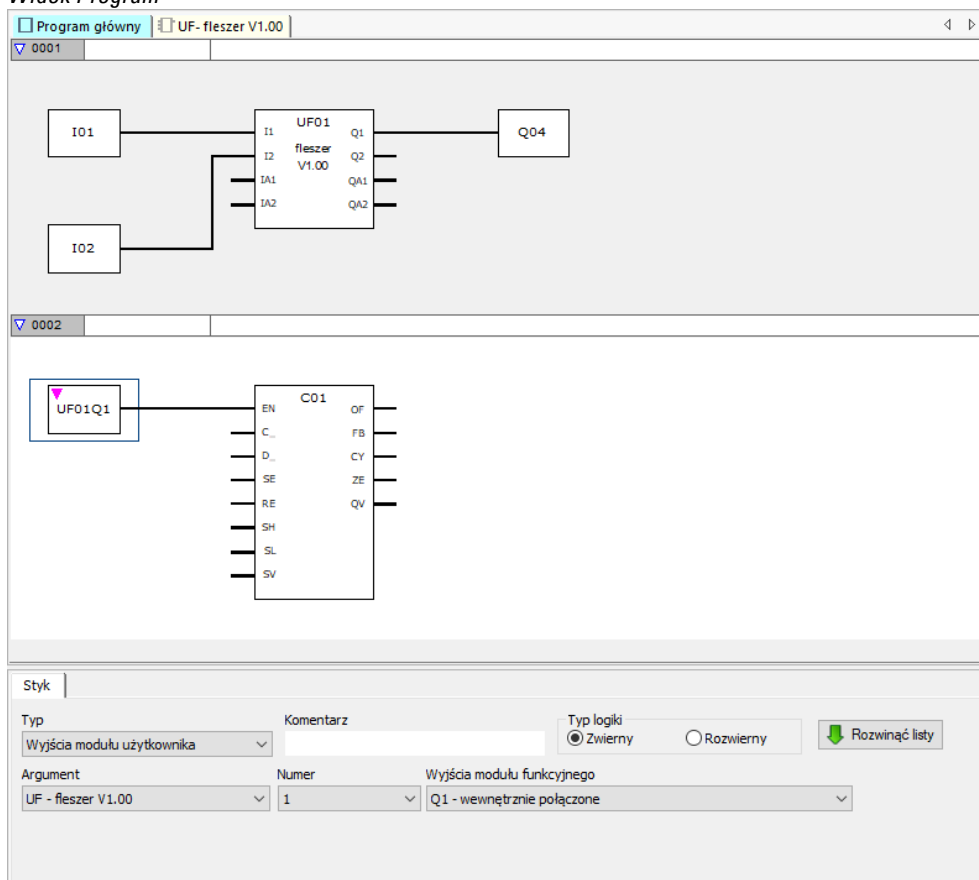 Widok Program
Program główny UF- fleszer V1.00
0001
I01
UF01
fleszer
V1.00
I1 Q1
I2 Q2
IA1 QA1
IA2 QA2
Q04
I02
0002
UF01Q1
C01
EN OF
C_ FB
D_ CY
SE ZE
RE QV
SH
SL
SV
Styk
Typ Komentarz Typ logiki
Wyjścia modułu użytkownika Zwierny Rozwierny Rozwinąć listy
Argument Numer Wyjścia modułu funkcyjnego
UF - fleszer V1.00 1 Q1 - wewnętrznie połączone